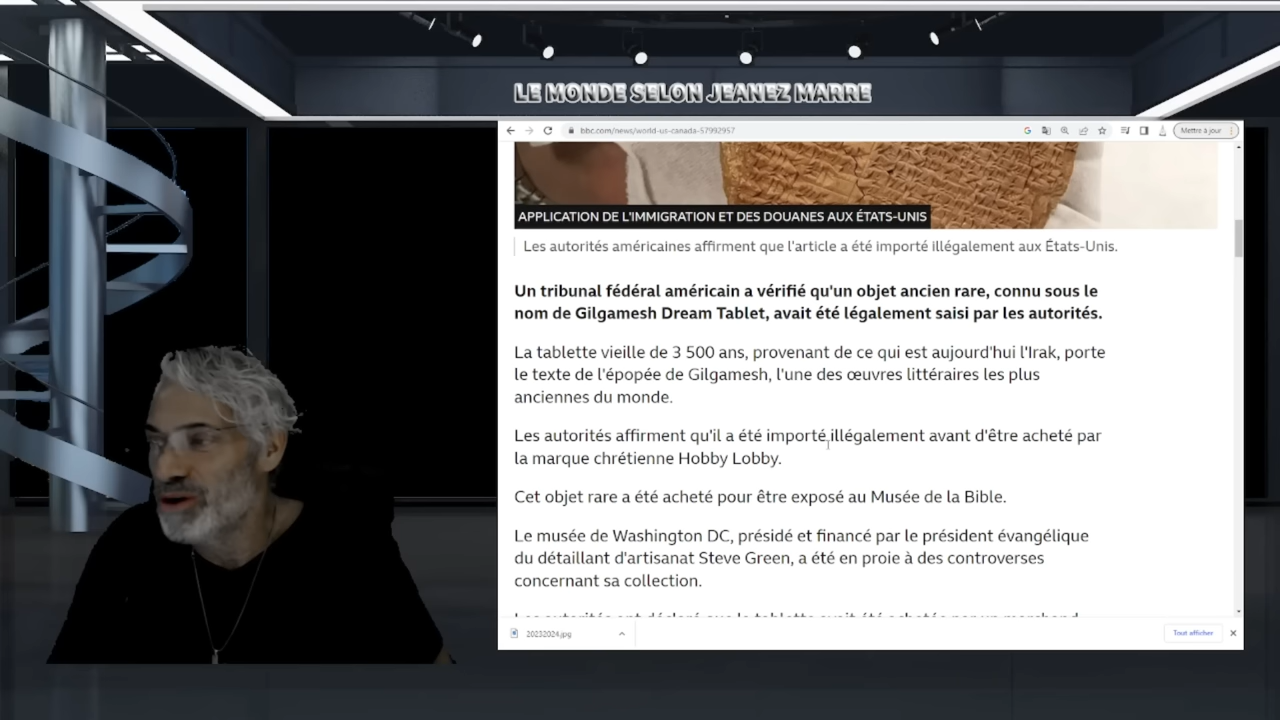 LE MONDE SELON JEANEZ MARRE
bbc.com/news/world-us-canada-57992957
Mettre à jour
APPLICATION DE L'IMMIGRATION ET DES DOUANES AUX ÉTATS-UNIS
Les autorités américaines affirment que l'article a été importé illégalement aux États-Unis.
Un tribunal fédéral américain a vérifié qu'un objet ancien rare, connu sous le
nom de Gilgamesh Dream Tablet, avait été légalement saisi par les autorités.
La tablette vieille de 3 500 ans, provenant de ce qui est aujourd'hui l'Irak, porte
le texte de l'épopée de Gilgamesh, l'une des œuvres littéraires les plus
anciennes du monde.
Les autorités affirment qu'il a été importé illégalement avant d'être acheté par
la marque chrétienne Hobby Lobby.
Cet objet rare a été acheté pour être exposé au Musée de la Bible.
Le musée de Washington DC, présidé et financé par le président évangélique
du détaillant d'artisanat Steve Green, a été en proie à des controverses
concernant sa collection.
20232024.jpg
Tout afficher